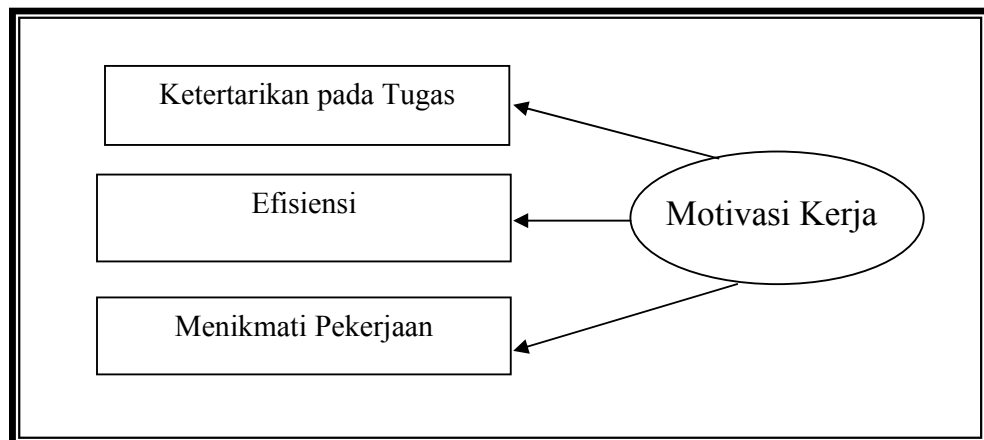 Ketertarikan pada Tugas
Efisiensi
Motivasi Kerja
Menikmati Pekerjaan